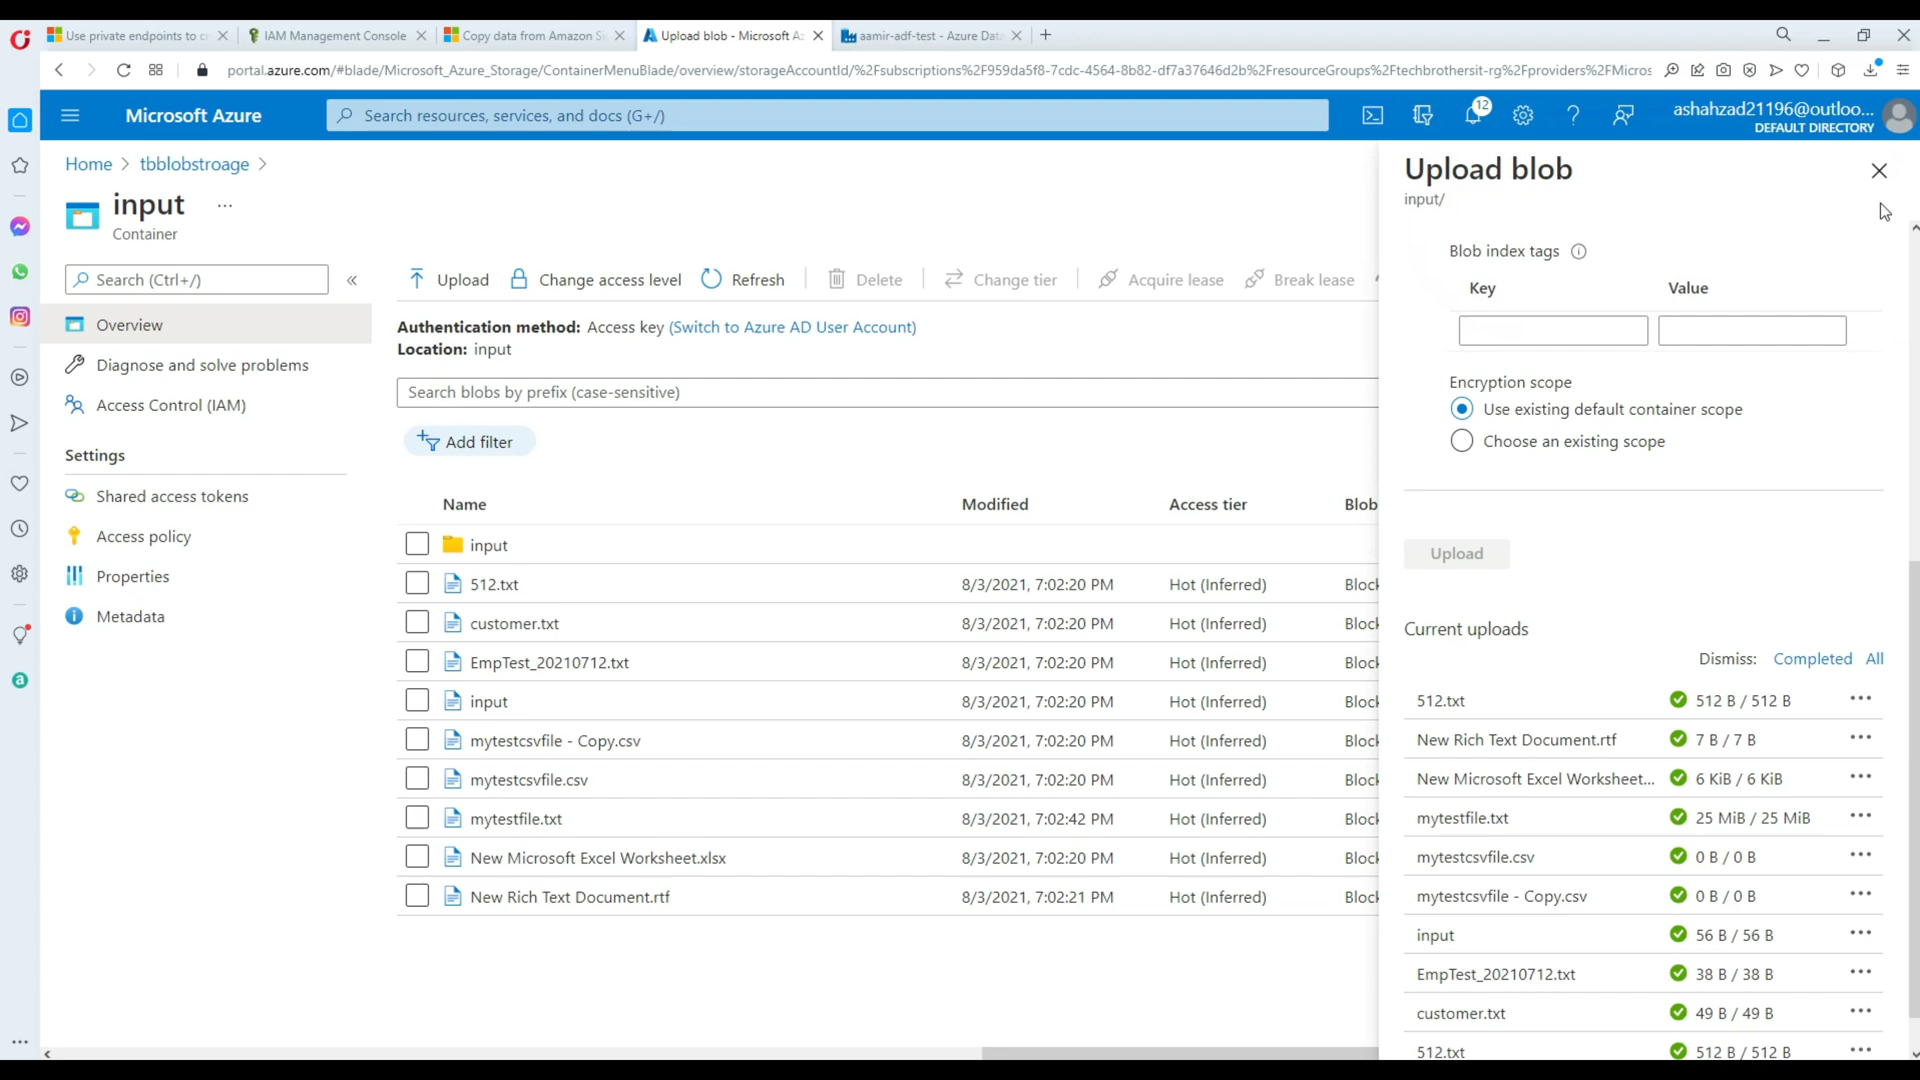 Use private endpoints to c
IAM Management Console
Copy data from Amazon S
Upload blob - Microsoft Az
aamir-adf-test - Azure Data
portal.azure.com/#blade/Microsoft_Azure_Storage/ContainerMenuBlade/overview/storageAccountId/%2Fsubscriptions%2F959da5f8-7cdc-4564-8b82-df7a37646d2b%2FresourceGroups%2Ftechbrothersit-rg%2Fproviders%2FMicros
Microsoft Azure
Search resources, services, and docs (G+/)
12
ashahzad21196@outloo...
DEFAULT DIRECTORY
Home > tbblobstroage >
input ...
Container
Search (Ctrl+/)
«
Overview
Diagnose and solve problems
Access Control (IAM)
Settings
Shared access tokens
Access policy
Properties
Metadata
Upload
Change access level
Refresh
Delete
Change tier
Acquire lease
Break lease
Authentication method: Access key (Switch to Azure AD User Account)
Location: input
Search blobs by prefix (case-sensitive)
Add filter
Name Modified Access tier Blob
input
512.txt 8/3/2021, 7:02:20 PM Hot (Inferred) Block
customer.txt 8/3/2021, 7:02:20 PM Hot (Inferred) Block
EmpTest_20210712.txt 8/3/2021, 7:02:20 PM Hot (Inferred) Block
input 8/3/2021, 7:02:20 PM Hot (Inferred) Block
mytestcsvfile - Copy.csv 8/3/2021, 7:02:20 PM Hot (Inferred) Block
mytestcsvfile.csv 8/3/2021, 7:02:20 PM Hot (Inferred) Block
mytestfile.txt 8/3/2021, 7:02:42 PM Hot (Inferred) Block
New Microsoft Excel Worksheet.xlsx 8/3/2021, 7:02:20 PM Hot (Inferred) Block
New Rich Text Document.rtf 8/3/2021, 7:02:21 PM Hot (Inferred) Block
Upload blob
input/
Blob index tags
Key Value
Encryption scope
Use existing default container scope
Choose an existing scope
Upload
Current uploads
Dismiss: Completed All
512.txt 512 B / 512 B
New Rich Text Document.rtf 7 B / 7 B
New Microsoft Excel Worksheet... 6 KiB / 6 KiB
mytestfile.txt 25 MiB / 25 MiB
mytestcsvfile.csv 0 B / 0 B
mytestcsvfile - Copy.csv 0 B / 0 B
input 56 B / 56 B
EmpTest_20210712.txt 38 B / 38 B
customer.txt 49 B / 49 B
512.txt 512 B / 512 B